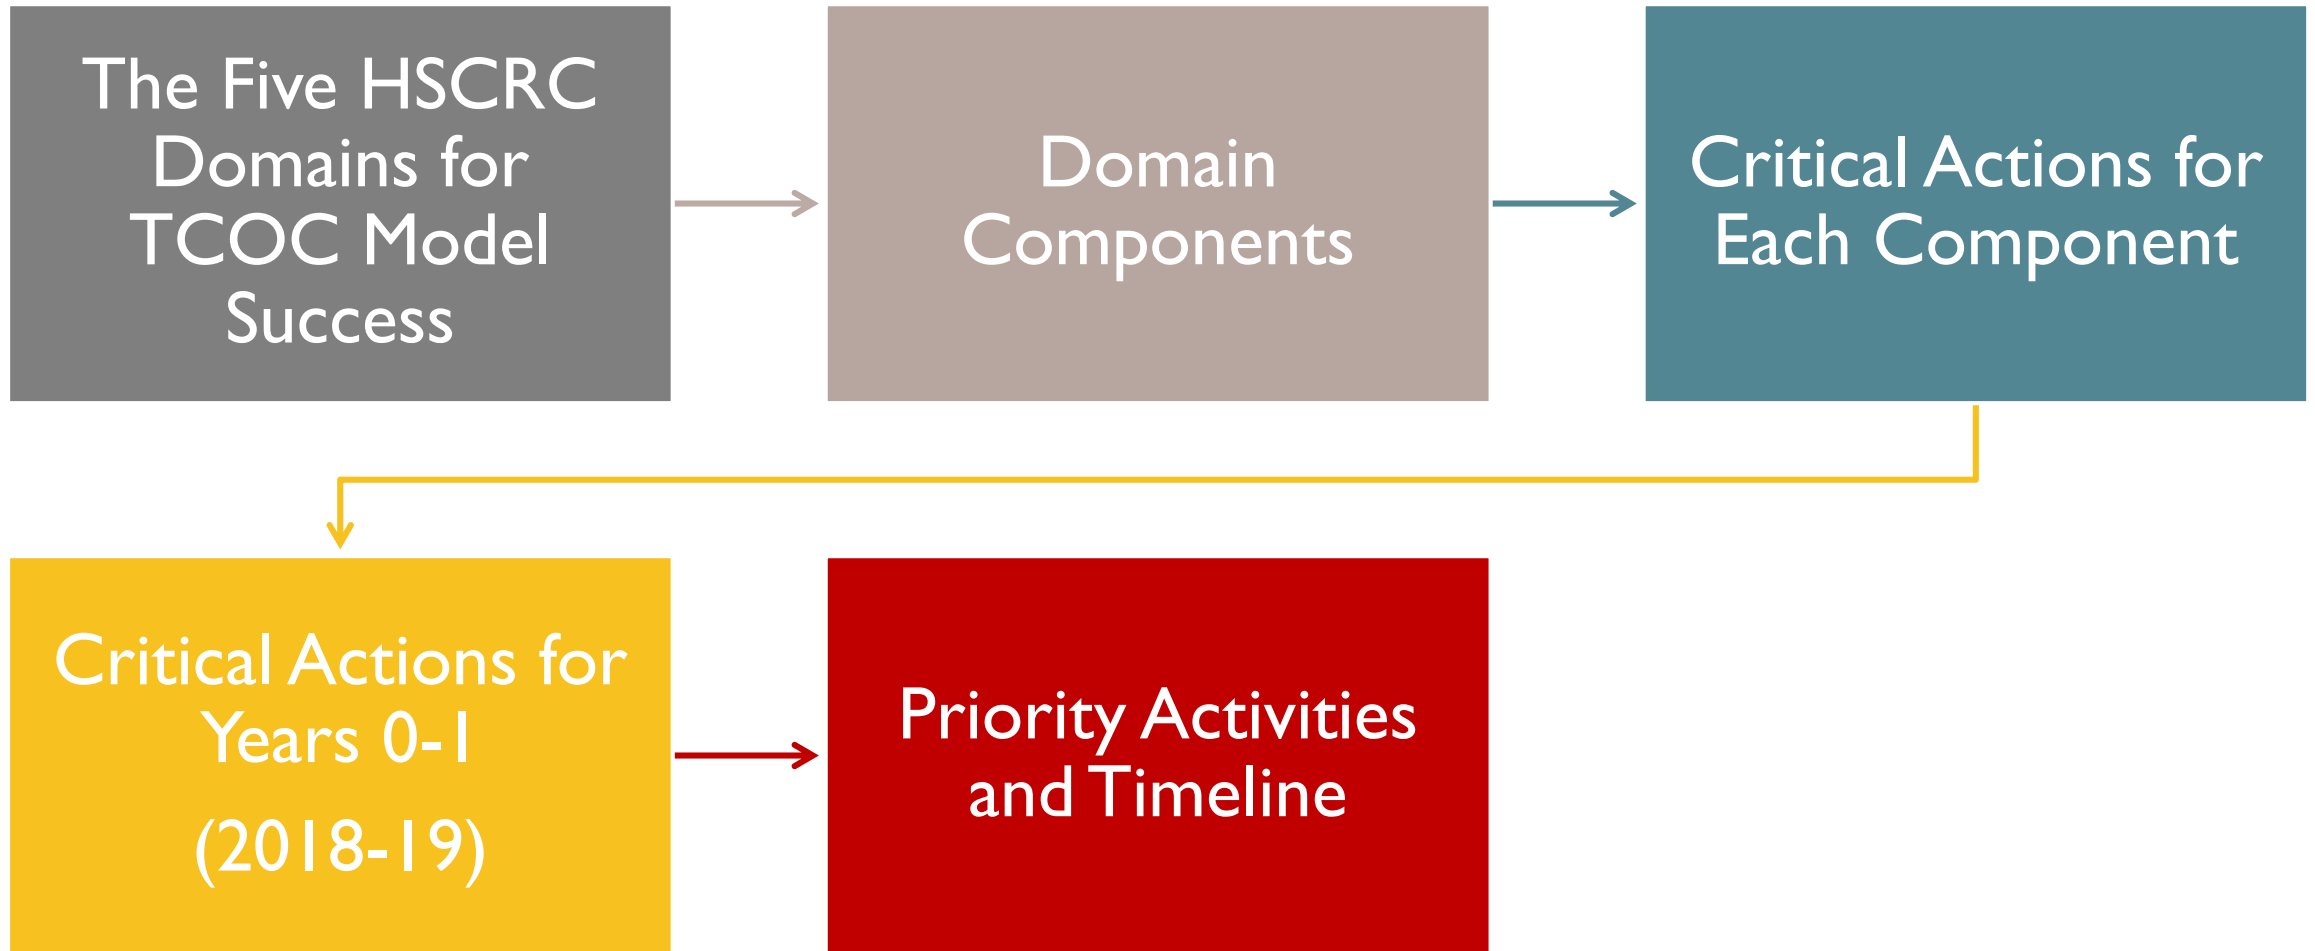 The Five HSCRC
Domains for
TCOC Model
Success
Domain
Components
Critical Actions for
Each Component
Critical Actions for
Years 0-1
(2018-19)
Priority Activities
and Timeline